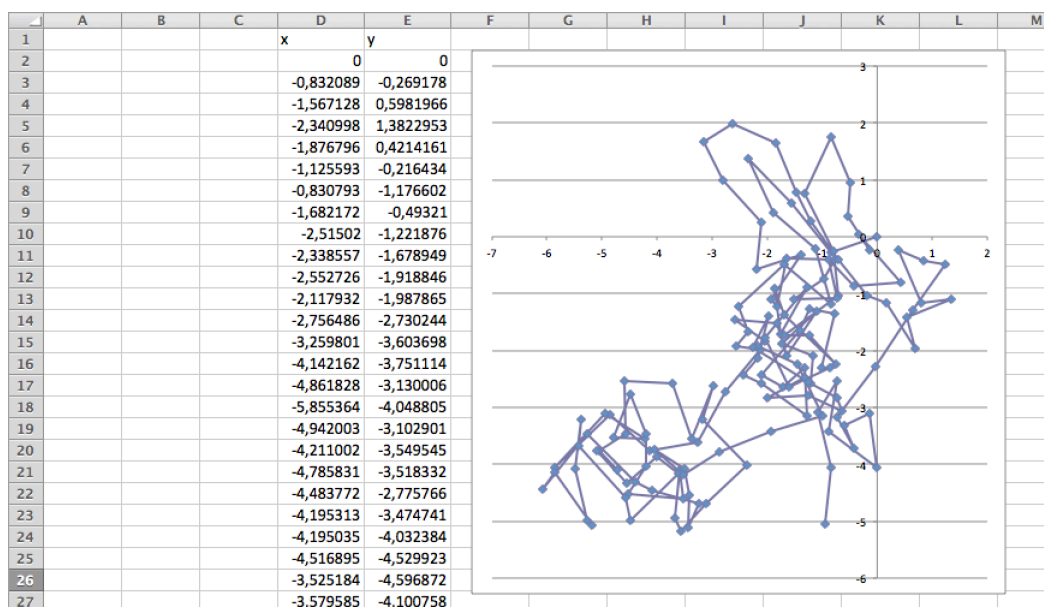 A B C D E F G H I J K L M
1 x y
2 0 0
3 -0,832089 -0,269178
4 -1,567128 0,5981966
5 -2,340998 1,3822953
6 -1,876796 0,4214161
7 -1,125593 -0,216434
8 -0,830793 -1,176602
9 -1,682172 -0,49321
10 -2,51502 -1,221876
11 -2,338557 -1,678949
12 -2,552726 -1,918846
13 -2,117932 -1,987865
14 -2,756486 -2,730244
15 -3,259801 -3,603698
16 -4,142162 -3,751114
17 -4,861828 -3,130006
18 -5,855364 -4,048805
19 -4,942003 -3,102901
20 -4,211002 -3,549545
21 -4,785831 -3,518332
22 -4,483772 -2,775766
23 -4,195313 -3,474741
24 -4,195035 -4,032384
25 -4,516895 -4,529923
26 -3,525184 -4,596872
27 -3,579585 -4,100758
3
2
1
0
-7 -6 -5 -4 -3 -2 -1 0 1 2
-1
-2
-3
-4
-5
-6